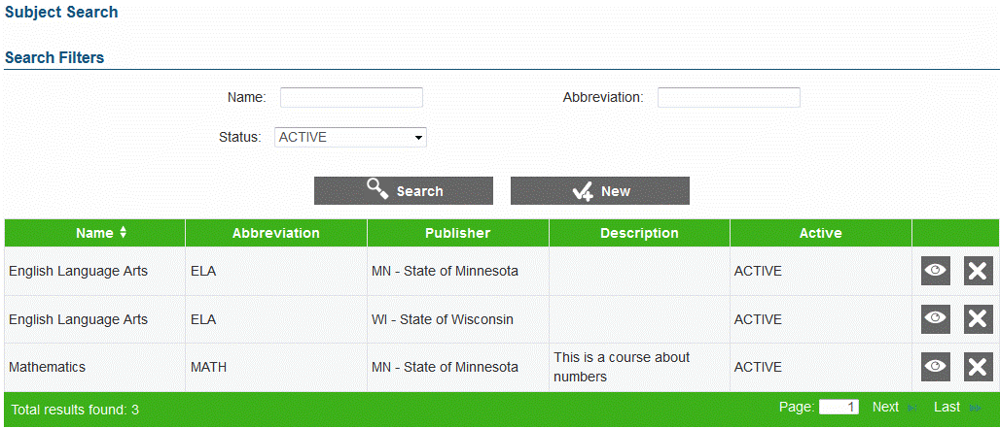 Subject Search
Search Filters
Name: Abbreviation:
Status: ACTIVE
Search New
Name Abbreviation Publisher Description Active
English Language Arts ELA MN - State of Minnesota ACTIVE
English Language Arts ELA WI - State of Wisconsin ACTIVE
Mathematics MATH MN - State of Minnesota This is a course about numbers ACTIVE
Total results found: 3 Page: 1 Next Last